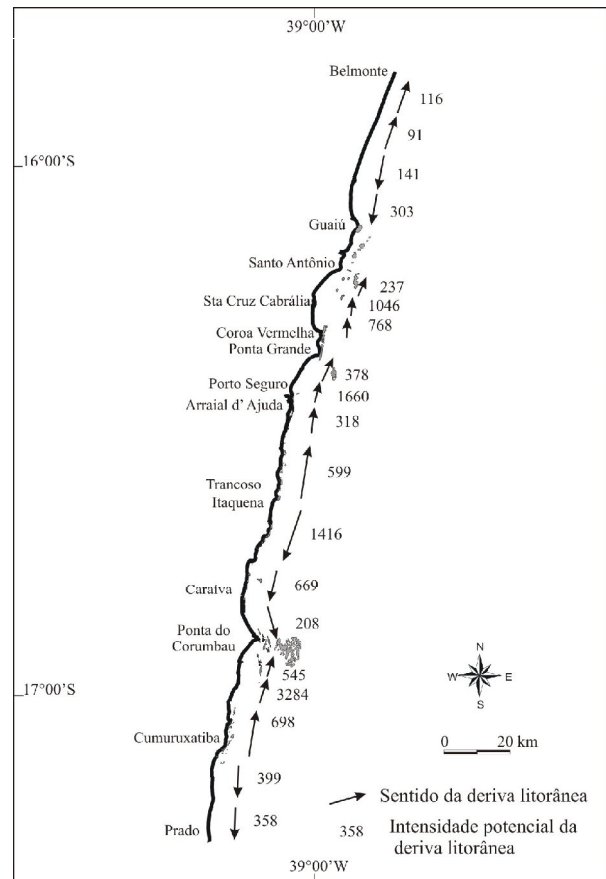 39°00'W
Belmonte
116
91
16°00'S
141
303
Guaiú
Santo Antônio
237
Sta Cruz Cabrália
1046
768
Coroa Vermelha
Ponta Grande
378
Porto Seguro
1660
Arraial d' Ajuda
318
599
Trancoso
Itaquena
1416
Caraíva
669
208
Ponta do
Corumbau
545
N
W E
S
17°00'S
3284
698
Cumuruxatiba
0 20 km
399
Sentido da deriva litorânea
358
Prado
358 Intensidade potencial da
deriva litorânea
39°00'W